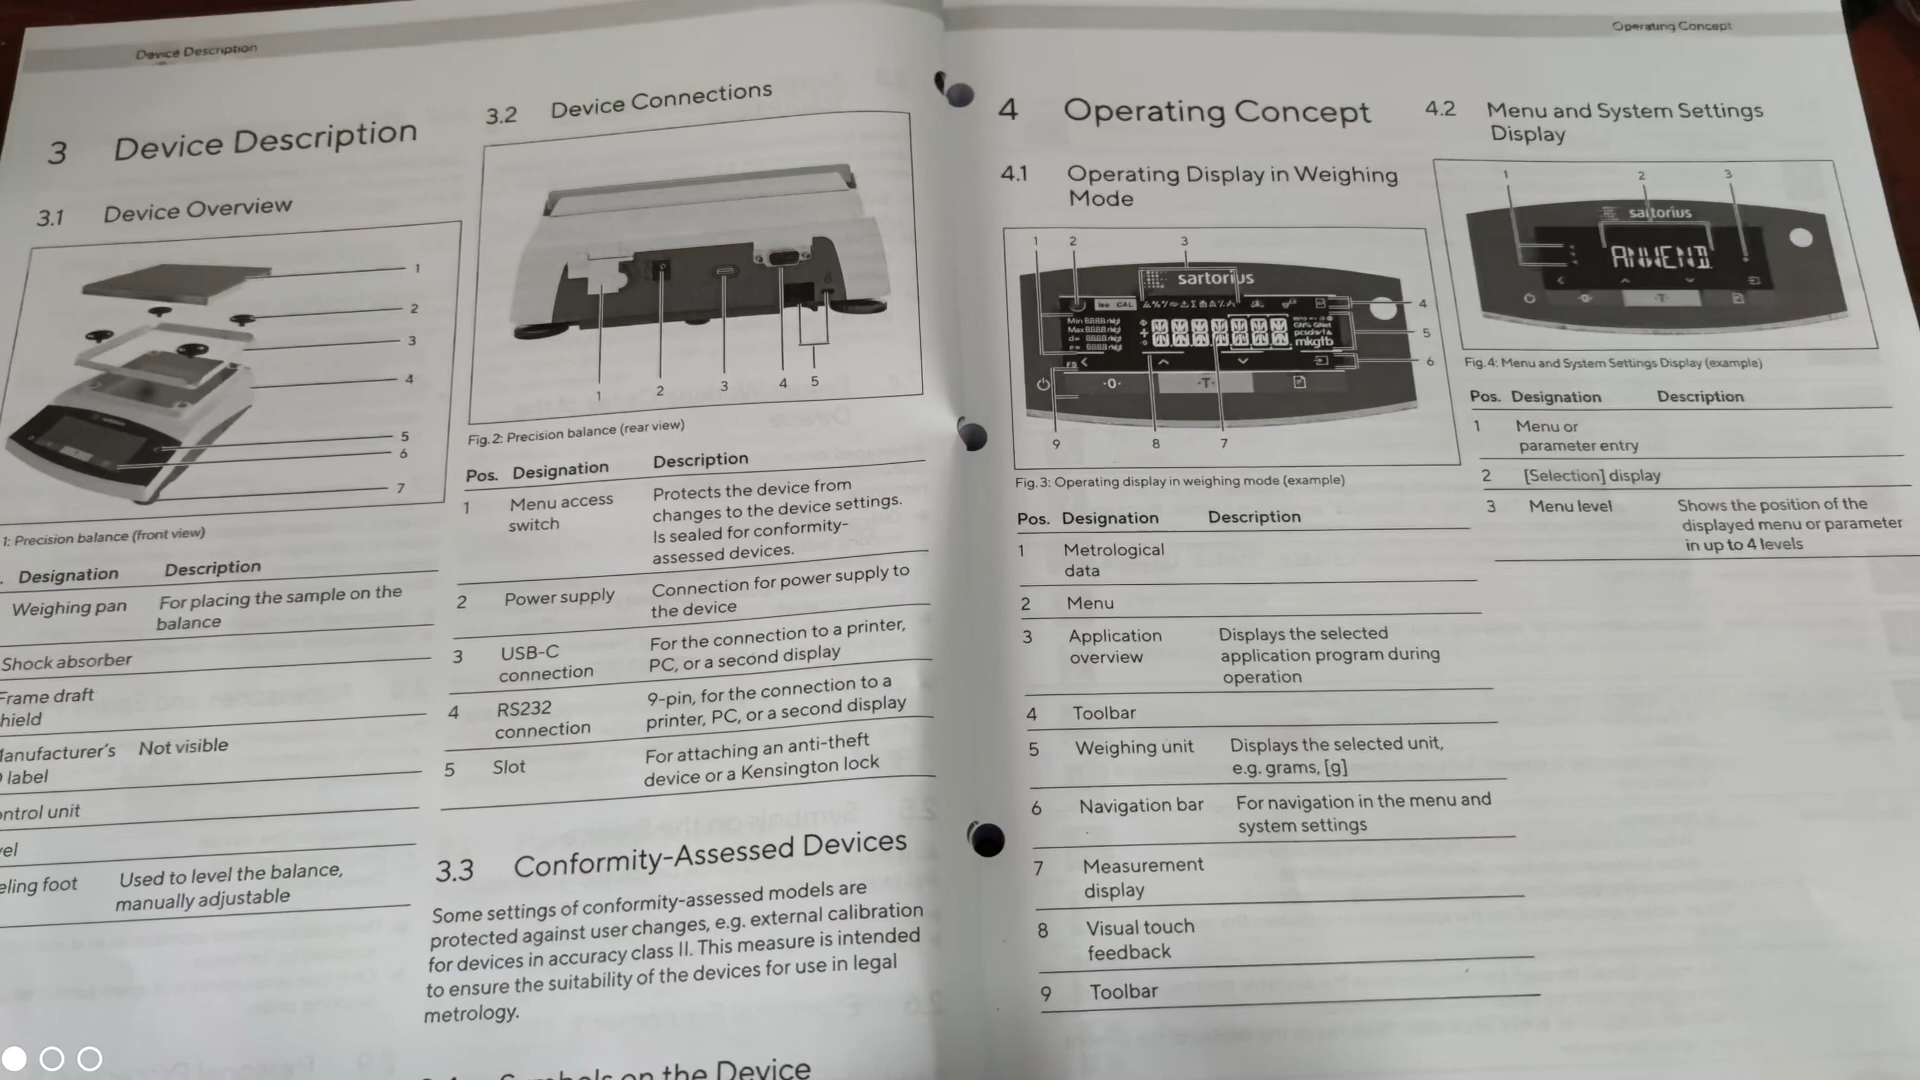 Device Description
3 Device Description
3.1 Device Overview
1
2
3
4
5
6
7
1: Precision balance (front view)
Designation Description
Weighing pan For placing the sample on the
balance
Shock absorber
Frame draft
hield
Manufacturer's Not visible
label
ntrol unit
el
eling foot Used to level the balance,
manually adjustable
3.2 Device Connections
1 2 3 4 5
Fig. 2: Precision balance (rear view)
Pos. Designation Description
1 Menu access Protects the device from
switch changes to the device settings.
Is sealed for conformity-
assessed devices.
2 Power supply Connection for power supply to
the device
3 USB-C For the connection to a printer,
connection PC, or a second display
4 RS232 9-pin, for the connection to a
connection printer, PC, or a second display
5 Slot For attaching an anti-theft
device or a Kensington lock
3.3 Conformity-Assessed Devices
Some settings of conformity-assessed models are
protected against user changes, e.g. external calibration
for devices in accuracy class II. This measure is intended
to ensure the suitability of the devices for use in legal
metrology.
on the Device
Operating Concept
4 Operating Concept
4.1 Operating Display in Weighing
Mode
1 2 3
sartorius
iso CAL
Min
Max
d=
e=
mkgtb
4
5
6
·0· ·T·
9 8 7
Fig. 3: Operating display in weighing mode (example)
Pos. Designation Description
1 Metrological
data
2 Menu
3 Application Displays the selected
overview application program during
operation
4 Toolbar
5 Weighing unit Displays the selected unit,
e.g. grams, [g]
6 Navigation bar For navigation in the menu and
system settings
7 Measurement
display
8 Visual touch
feedback
9 Toolbar
4.2 Menu and System Settings
Display
1 2 3
sartorius
ANWEND
·0· ·T·
Fig. 4: Menu and System Settings Display (example)
Pos. Designation Description
1 Menu or
parameter entry
2 [Selection] display
3 Menu level Shows the position of the
displayed menu or parameter
in up to 4 levels